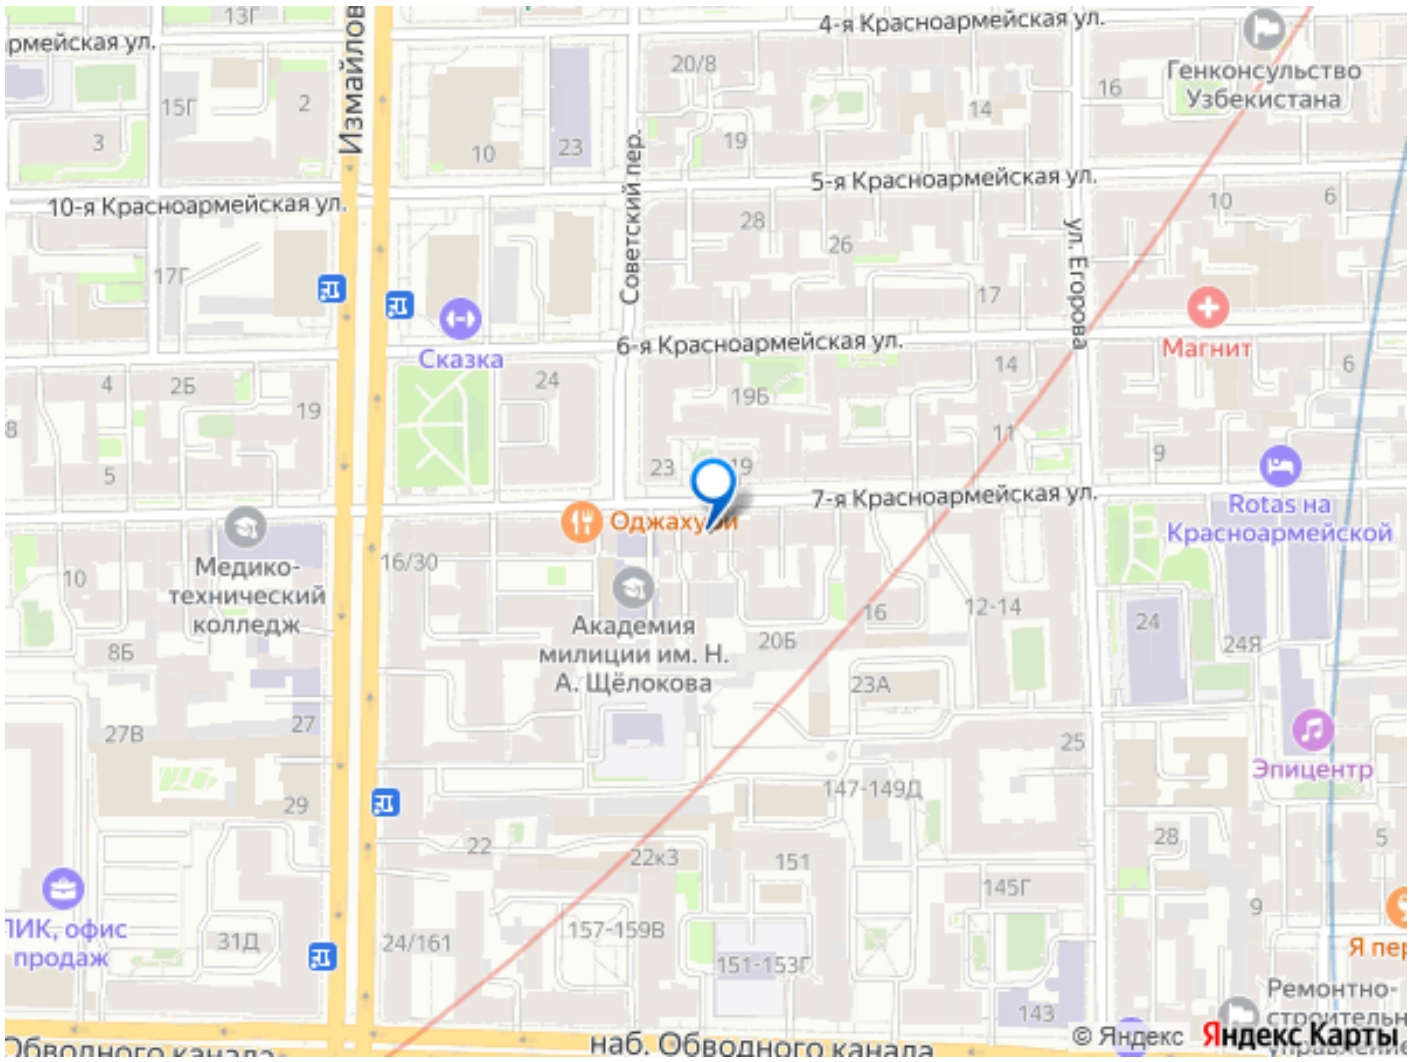 13Г
4-я Красноармейская ул.
рмейская ул.
Измайлов
20/8
Генконсульство
Узбекистана
15Г
2
16
14
3
10
23
19
Советский пер.
5-я Красноармейская ул.
10-я Красноармейская ул.
28
10
6
26
ул. Егорова
17Г
17
6-я Красноармейская ул.
Сказка
Магнит
4
2Б
24
14
6
19Б
19
8
11
9
5
23
19
7-я Красноармейская ул.
Rotas на
Красноармейской
Оджахури
Медико-
технический
колледж
16/30
10
12-14
16
24
Академия
милиции им. Н.
А. Щёлокова
20Б
24Я
8Б
23А
27
27В
25
Эпицентр
147-149Д
29
22
28
5
22к3
151
145Г
ПИК, офис
продаж
9
31Д
24/161
157-159В
Я пер
151-153Г
Ремонтно-
строительн
управление
143
© Яндекс Яндекс Карты
Обводного канала
наб. Обводного канала